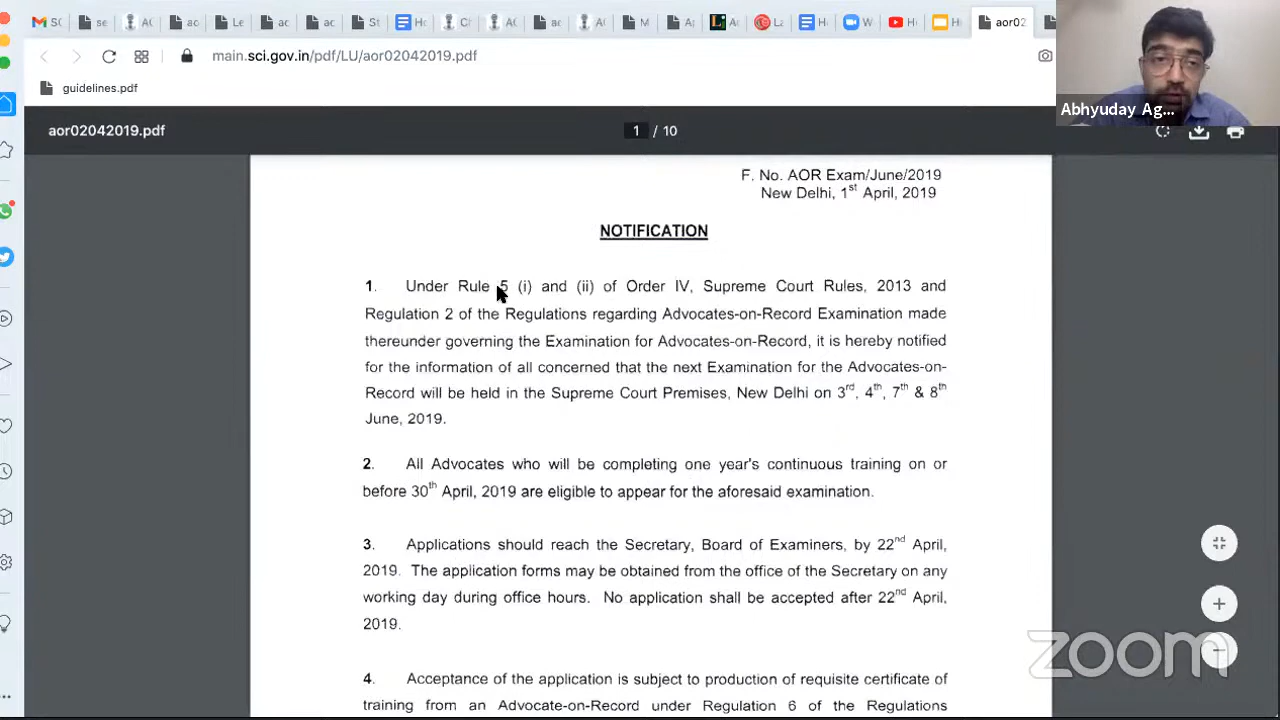 main.sci.gov.in/pdf/LU/aor02042019.pdf
guidelines.pdf
Abhyuday Ag...
aor02042019.pdf
1 / 10
F. No. AOR Exam/June/2019
New Delhi, 1st April, 2019
NOTIFICATION
1. Under Rule 5 (i) and (ii) of Order IV, Supreme Court Rules, 2013 and
Regulation 2 of the Regulations regarding Advocates-on-Record Examination made
thereunder governing the Examination for Advocates-on-Record, it is hereby notified
for the information of all concerned that the next Examination for the Advocates-on-
Record will be held in the Supreme Court Premises, New Delhi on 3rd, 4th, 7th & 8th
June, 2019.
2. All Advocates who will be completing one year's continuous training on or
before 30th April, 2019 are eligible to appear for the aforesaid examination.
3. Applications should reach the Secretary, Board of Examiners, by 22nd April,
2019. The application forms may be obtained from the office of the Secretary on any
working day during office hours. No application shall be accepted after 22nd April,
2019.
zoom
4. Acceptance of the application is subject to production of requisite certificate of
training from an Advocate-on-Record under Regulation 6 of the Regulations